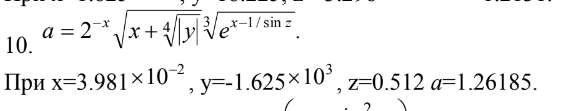 10. a = 2^{-x} \sqrt{x + \sqrt[4]{|y|}} \sqrt[3]{e^{x-1/\sin z}}.
При x=3.981×10^{-2}, y=-1.625×10^{3}, z=0.512 a=1.26185.